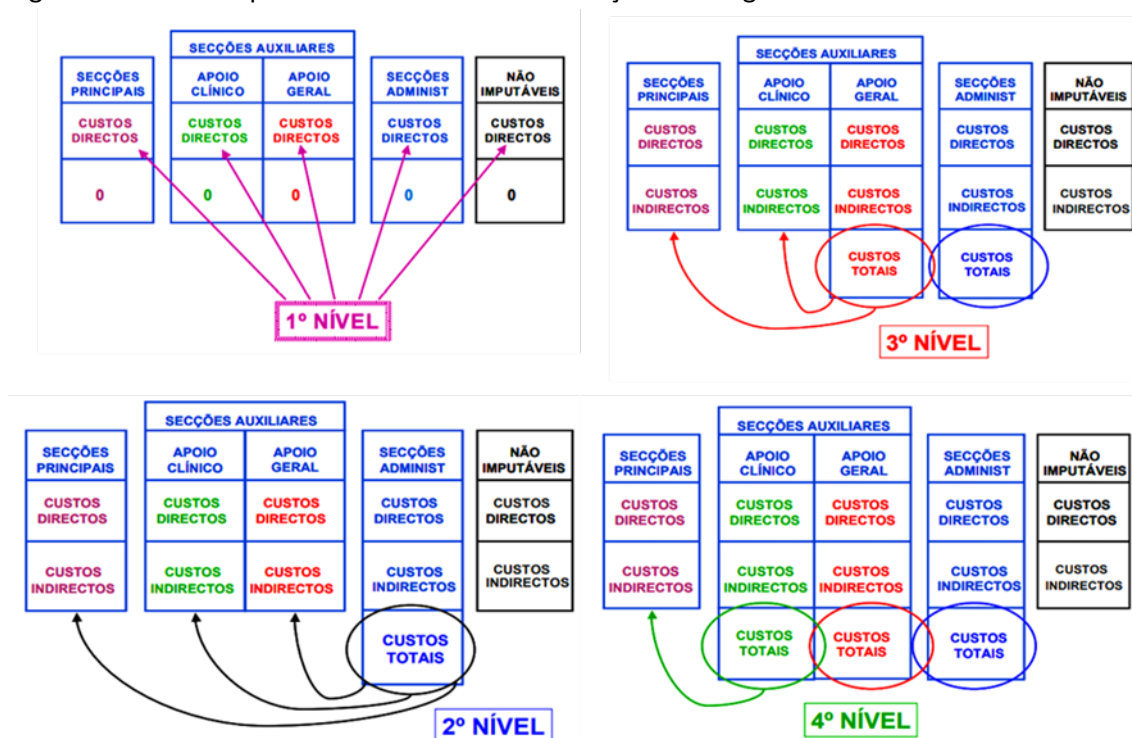 SECÇÕES AUXILIARES
SECÇÕES PRINCIPAIS
APOIO CLÍNICO
APOIO GERAL
SECÇÕES ADMINIST
NÃO IMPUTÁVEIS
CUSTOS DIRECTOS
CUSTOS DIRECTOS
CUSTOS DIRECTOS
CUSTOS DIRECTOS
CUSTOS DIRECTOS
0
0
0
0
0
1º NÍVEL
SECÇÕES AUXILIARES
SECÇÕES PRINCIPAIS
APOIO CLÍNICO
APOIO GERAL
SECÇÕES ADMINIST
NÃO IMPUTÁVEIS
CUSTOS DIRECTOS
CUSTOS DIRECTOS
CUSTOS DIRECTOS
CUSTOS DIRECTOS
CUSTOS DIRECTOS
CUSTOS INDIRECTOS
CUSTOS INDIRECTOS
CUSTOS INDIRECTOS
CUSTOS INDIRECTOS
CUSTOS INDIRECTOS
CUSTOS TOTAIS
CUSTOS TOTAIS
3º NÍVEL
SECÇÕES AUXILIARES
SECÇÕES PRINCIPAIS
APOIO CLÍNICO
APOIO GERAL
SECÇÕES ADMINIST
NÃO IMPUTÁVEIS
CUSTOS DIRECTOS
CUSTOS DIRECTOS
CUSTOS DIRECTOS
CUSTOS DIRECTOS
CUSTOS DIRECTOS
CUSTOS INDIRECTOS
CUSTOS INDIRECTOS
CUSTOS INDIRECTOS
CUSTOS INDIRECTOS
CUSTOS INDIRECTOS
CUSTOS TOTAIS
2º NÍVEL
SECÇÕES AUXILIARES
SECÇÕES PRINCIPAIS
APOIO CLÍNICO
APOIO GERAL
SECÇÕES ADMINIST
NÃO IMPUTÁVEIS
CUSTOS DIRECTOS
CUSTOS DIRECTOS
CUSTOS DIRECTOS
CUSTOS DIRECTOS
CUSTOS DIRECTOS
CUSTOS INDIRECTOS
CUSTOS INDIRECTOS
CUSTOS INDIRECTOS
CUSTOS INDIRECTOS
CUSTOS INDIRECTOS
CUSTOS TOTAIS
CUSTOS TOTAIS
CUSTOS TOTAIS
4º NÍVEL